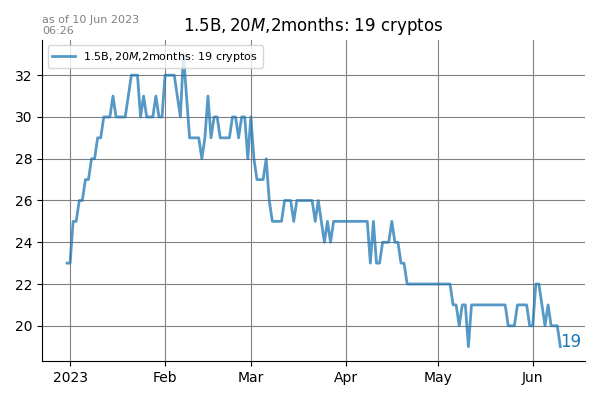 as of 10 Jun 2023
06:26
1.5B, 20M,2months: 19 cryptos
1.5B, 20M,2months: 19 cryptos
32
30
28
26
24
22
20
19
2023
Feb
Mar
Apr
May
Jun